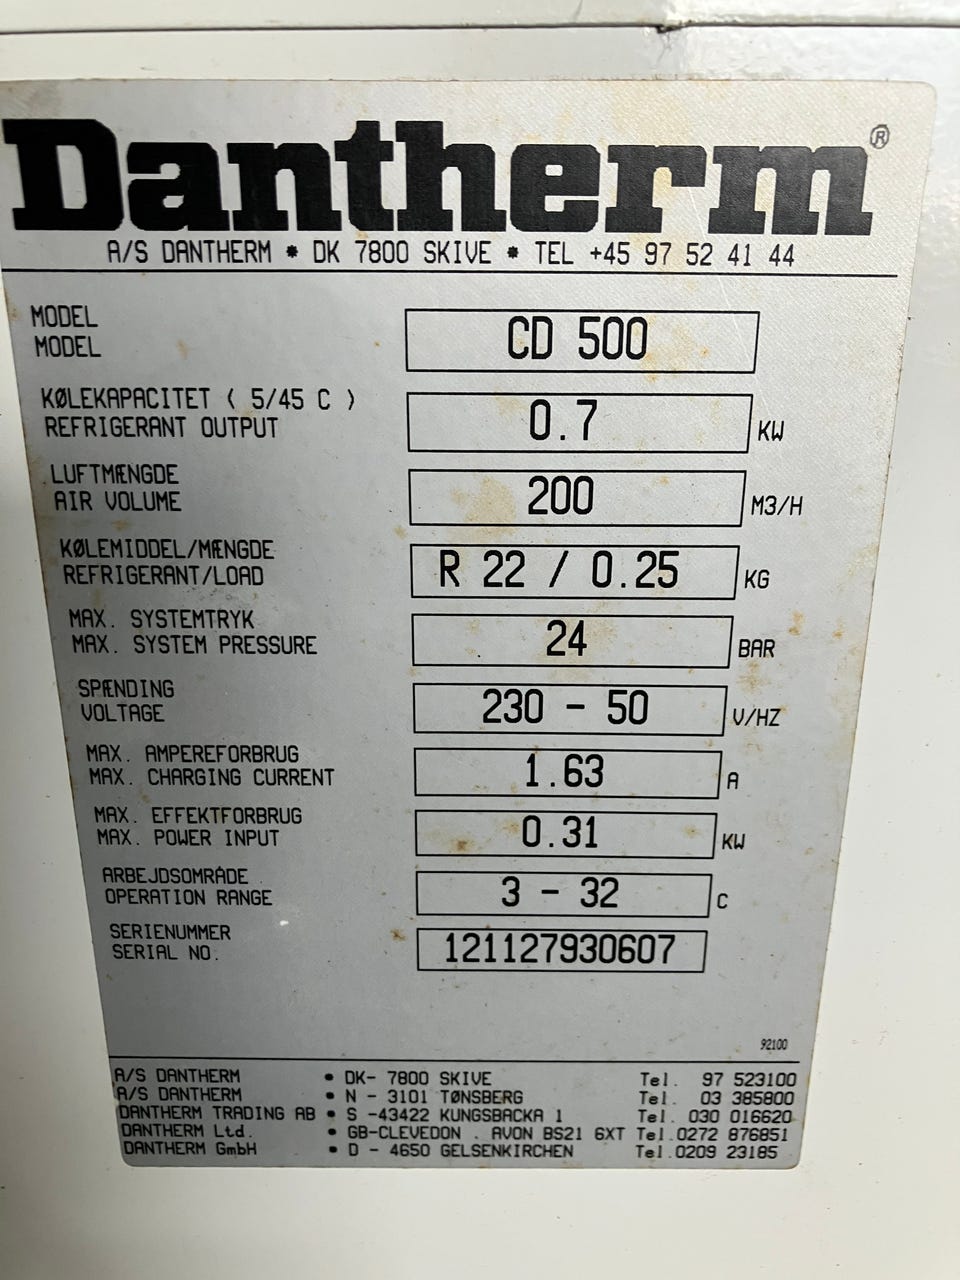 Dantherm®
A/S DANTHERM * DK 7800 SKIVE * TEL +45 97 52 41 44
MODEL
MODEL
CD 500
KØLEKAPACITET ( 5/45 C )
REFRIGERANT OUTPUT
0.7 KW
LUFTMÆNGDE
AIR VOLUME
200 M3/H
KØLEMIDDEL/MÆNGDE
REFRIGERANT/LOAD
R 22 / 0.25 KG
MAX. SYSTEMTRYK
MAX. SYSTEM PRESSURE
24 BAR
SPÆNDING
VOLTAGE
230 - 50 V/HZ
MAX. AMPEREFORBRUG
MAX. CHARGING CURRENT
1.63 A
MAX. EFFEKTFORBRUG
MAX. POWER INPUT
0.31 KW
ARBEJDSOMRÅDE
OPERATION RANGE
3 - 32 C
SERIENUMMER
SERIAL NO.
121127930607
92100
A/S DANTHERM • DK- 7800 SKIVE Tel. 97 523100
A/S DANTHERM • N - 3101 TØNSBERG Tel. 03 385800
DANTHERM TRADING AB • S -43422 KUNGSBACKA 1 Tel. 030 016620
DANTHERM Ltd. • GB-CLEVEDON . AVON BS21 6XT Tel.0272 876851
DANTHERM GmbH • D - 4650 GELSENKIRCHEN Tel.0209 23185